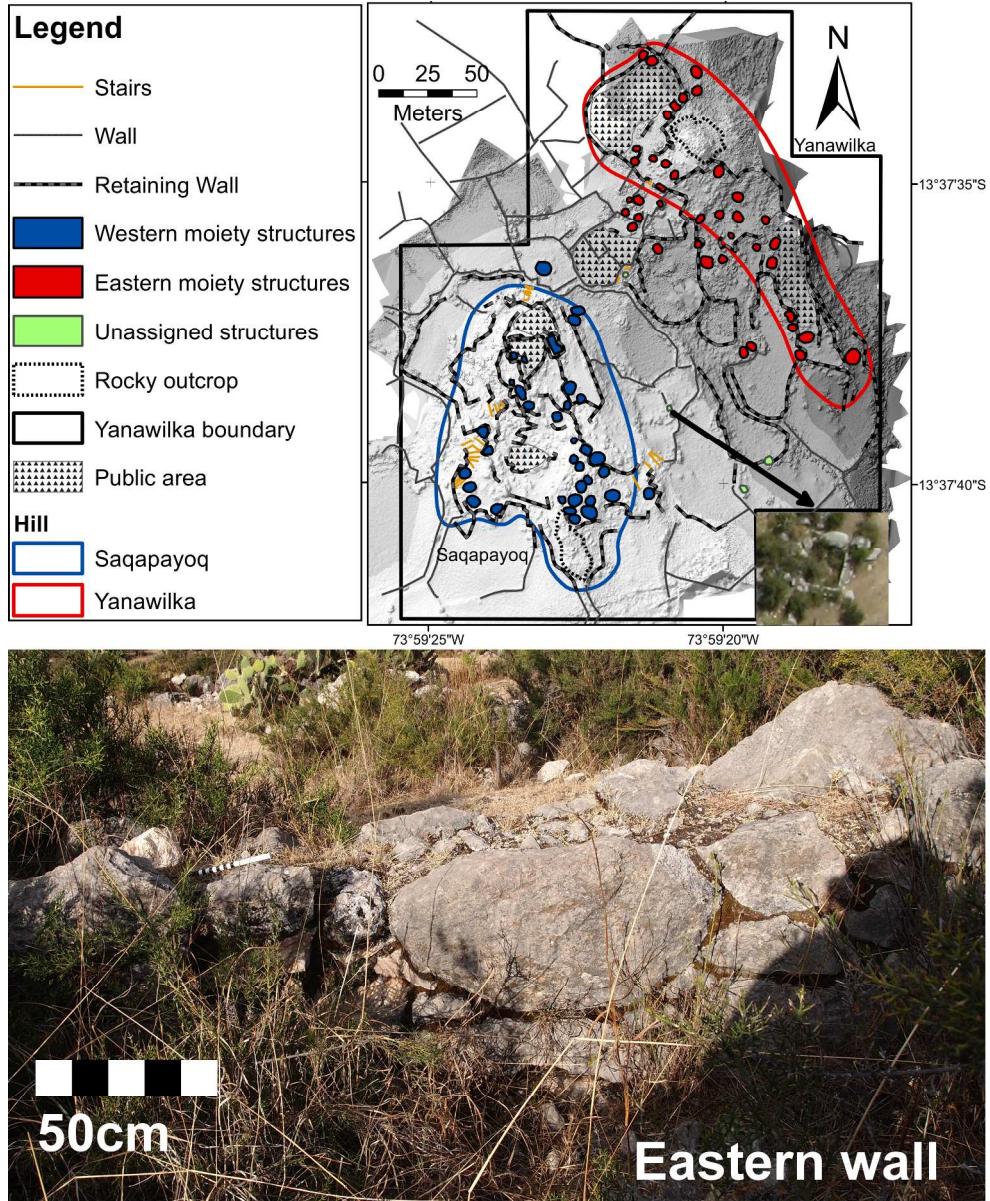 Legend
Stairs
Wall
Retaining Wall
Western moiety structures
Eastern moiety structures
Unassigned structures
Rocky outcrop
Yanawilka boundary
Public area
Hill
Saqapayoq
Yanawilka
0 25 50
Meters
N
Yanawilka
13°37'35"S
13°37'40"S
Saqapayoq
73°59'25"W 73°59'20"W
50cm
Eastern wall